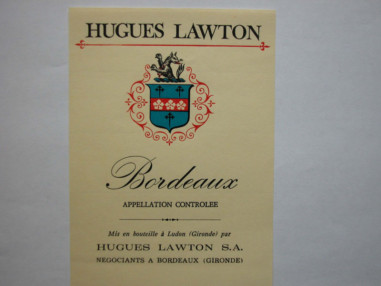 HUGUES LAWTON
Bordeaux
APPELLATION CONTROLEE
Mis en bouteille à Ludon (Gironde) par
HUGUES LAWTON S.A.
NEGOCIANTS A BORDEAUX (GIRONDE)